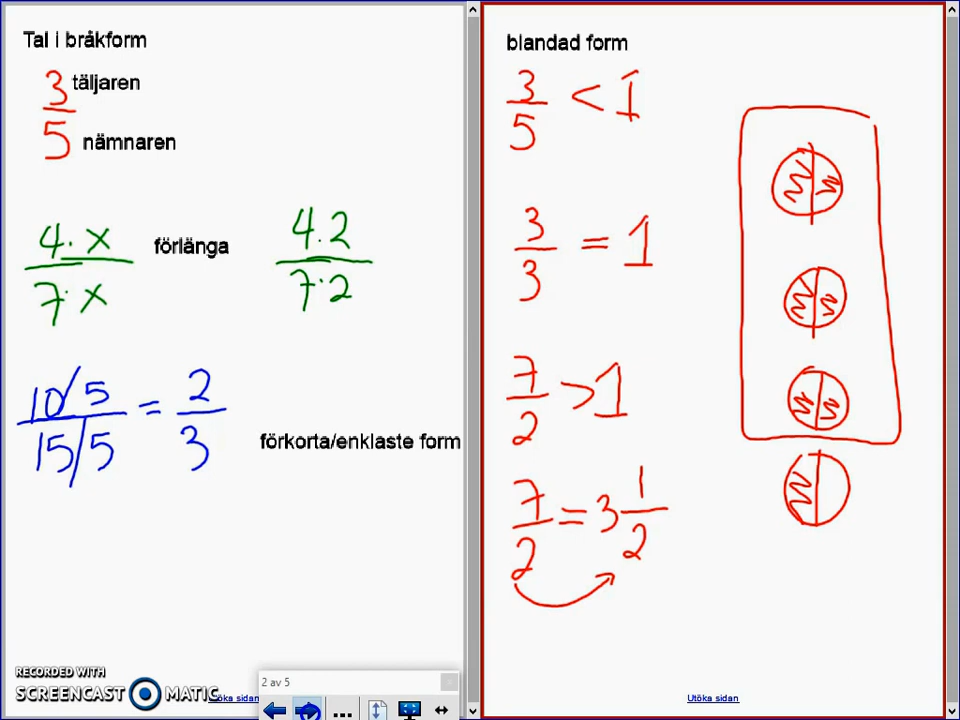 Tal i bråkform
3 täljaren
5 nämnaren
4·x förlänga 4·2
7·x 7·2
10/5 = 2
15/5 3
förkorta/enklaste form
blandad form
3/5 < 1
3/3 = 1
7/2 > 1
7/2 = 3 1/2
RECORDED WITH
SCREENCAST MATIC
Utöka sidan
2 av 5
...
Utöka sidan